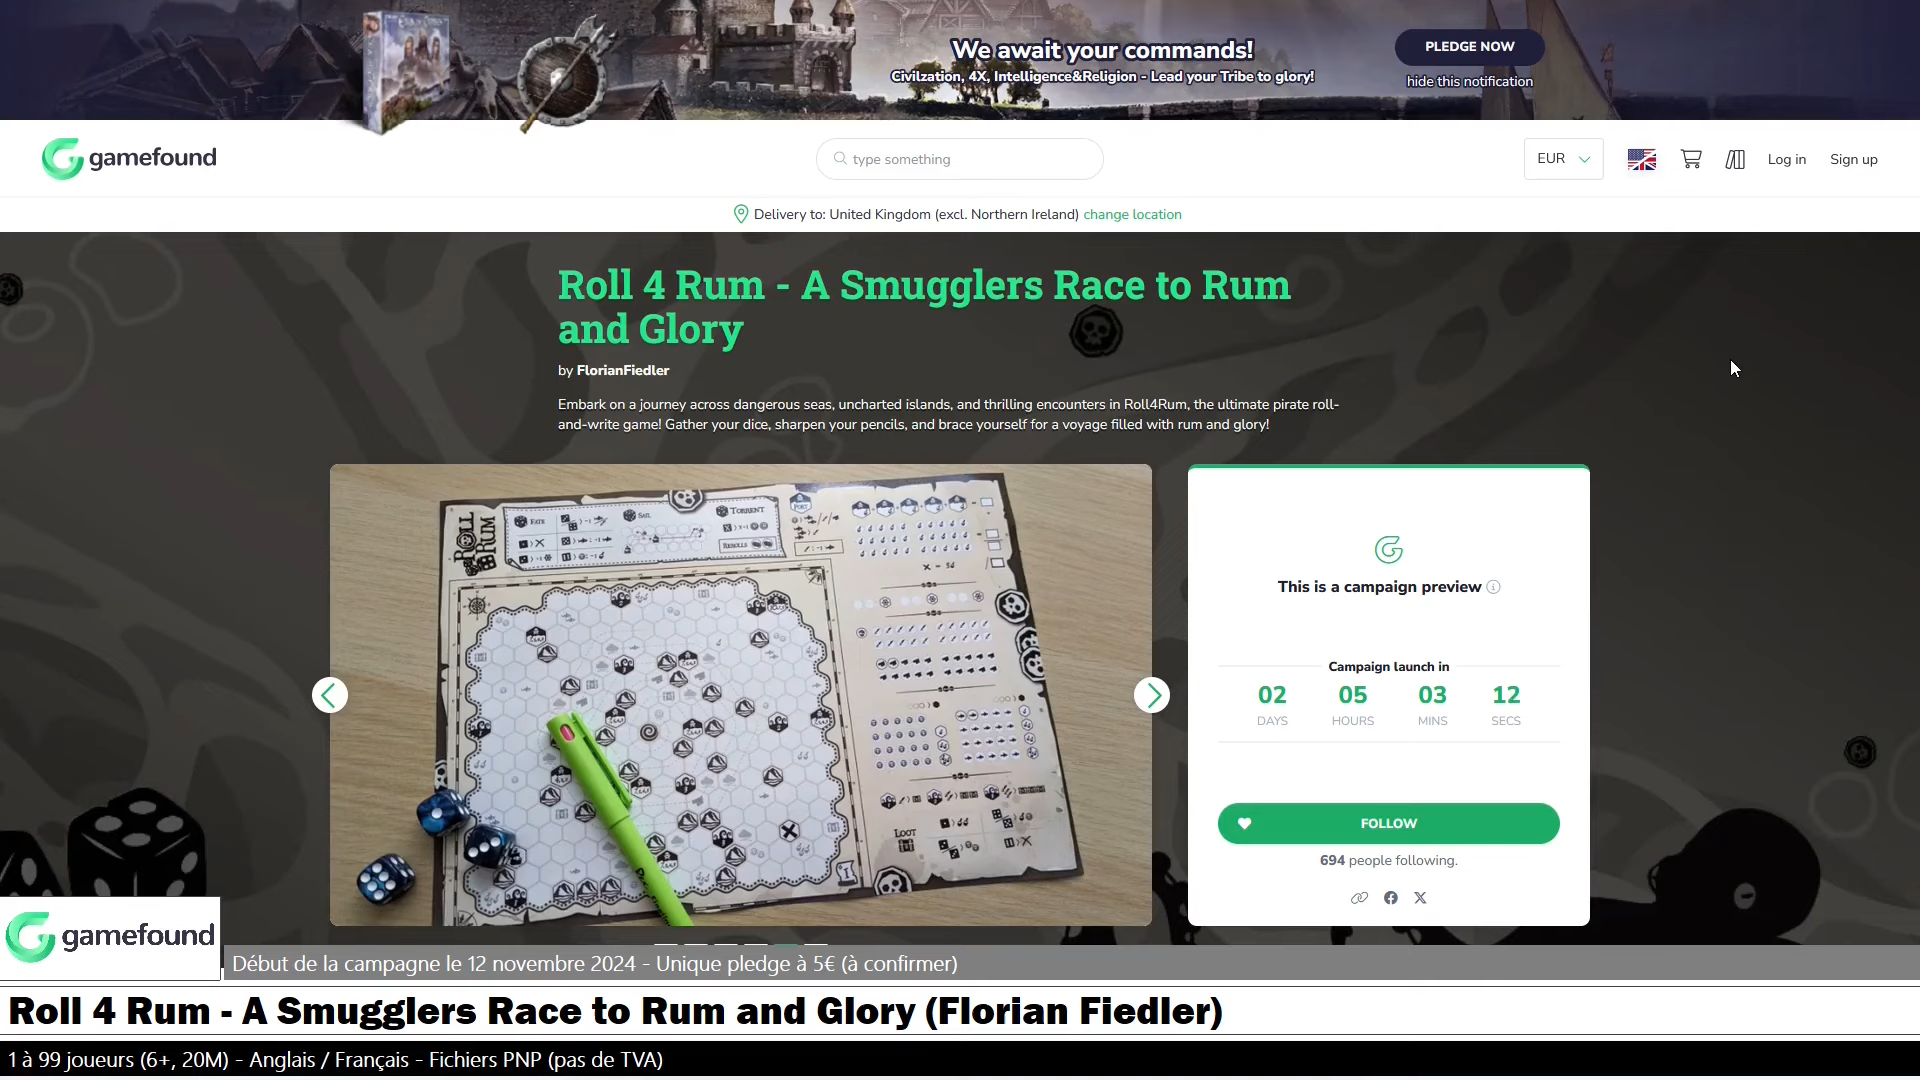 We await your commands!
Civilzation, 4X, Intelligence&Religion - Lead your Tribe to glory!
PLEDGE NOW
hide this notification
gamefound
type something
EUR
Log in
Sign up
Delivery to: United Kingdom (excl. Northern Ireland) change location
Roll 4 Rum - A Smugglers Race to Rum
and Glory
by FlorianFiedler
Embark on a journey across dangerous seas, uncharted islands, and thrilling encounters in Roll4Rum, the ultimate pirate roll-
and-write game! Gather your dice, sharpen your pencils, and brace yourself for a voyage filled with rum and glory!
ROLL
RUM
FATE
SAIL
TORRENT
REROLLS
PORT
LOOT
This is a campaign preview
Campaign launch in
02 05 03 12
DAYS HOURS MINS SECS
FOLLOW
694 people following.
gamefound
Début de la campagne le 12 novembre 2024 - Unique pledge à 5€ (à confirmer)
Roll 4 Rum - A Smugglers Race to Rum and Glory (Florian Fiedler)
1 à 99 joueurs (6+, 20M) - Anglais / Français - Fichiers PNP (pas de TVA)